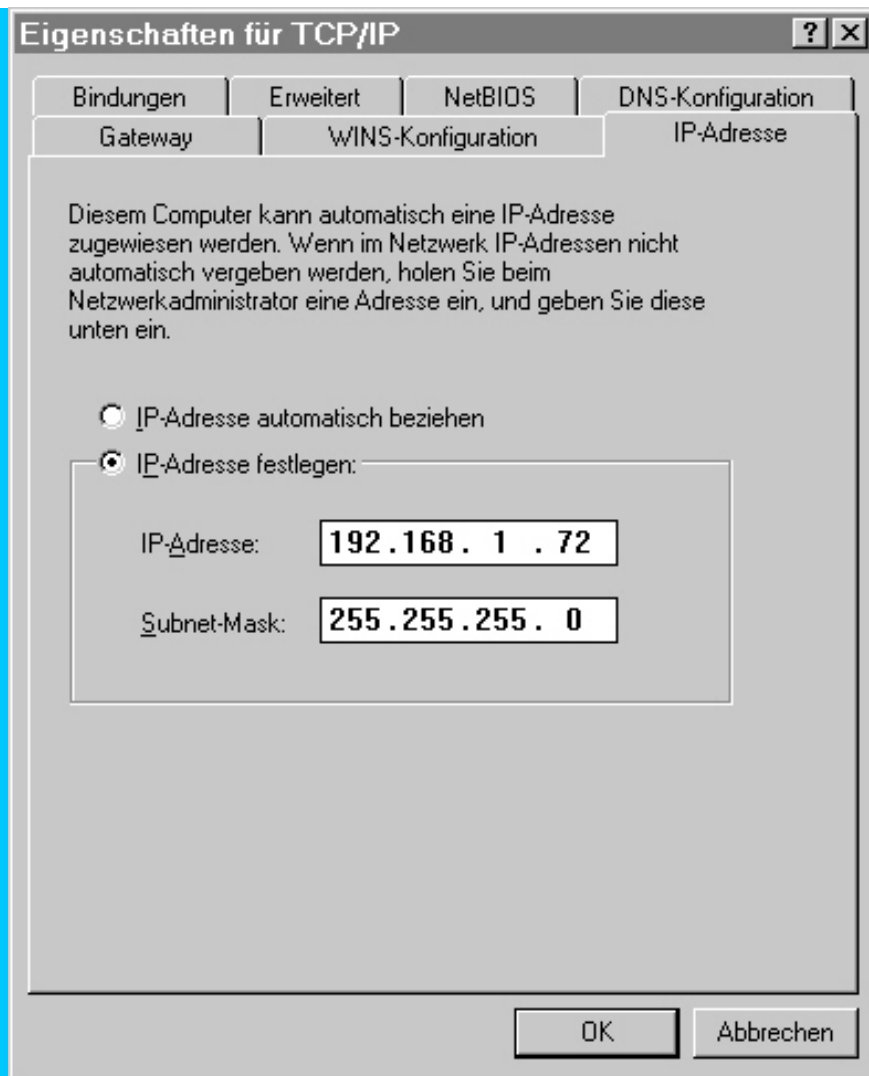 Eigenschaften für TCP/IP
Bindungen Erweitert NetBIOS DNS-Konfiguration
Gateway WINS-Konfiguration IP-Adresse
Diesem Computer kann automatisch eine IP-Adresse
zugewiesen werden. Wenn im Netzwerk IP-Adressen nicht
automatisch vergeben werden, holen Sie beim
Netzwerkadministrator eine Adresse ein, und geben Sie diese
unten ein.
IP-Adresse automatisch beziehen
IP-Adresse festlegen:
IP-Adresse: 192.168. 1 .72
Subnet-Mask: 255.255.255. 0
OK Abbrechen